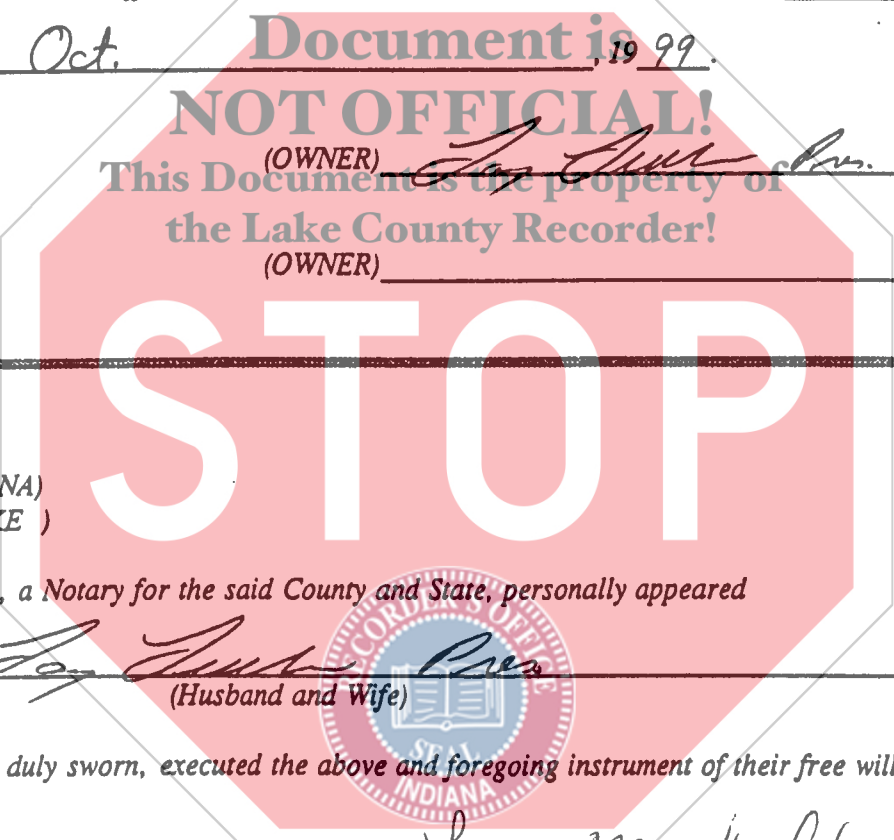 Document is
Oct. , 19 99.
NOT OFFICIAL!
(OWNER) Pres.
This Document is the property of
the Lake County Recorder!
(OWNER)
STOP
NA)
KE )
, a Notary for the said County and State, personally appeared
Pres.
(Husband and Wife)
RECORDER'S OFFICE
SEAL
INDIANA
duly sworn, executed the above and foregoing instrument of their free will